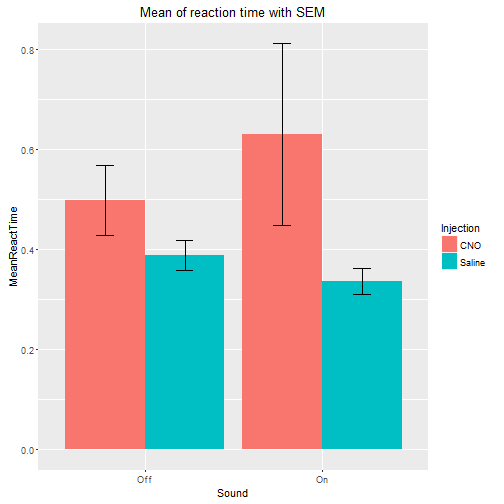 Mean of reaction time with SEM
MeanReactTime
0.8
0.6
0.4
0.2
0.0
Off
On
Sound
Injection
CNO
Saline